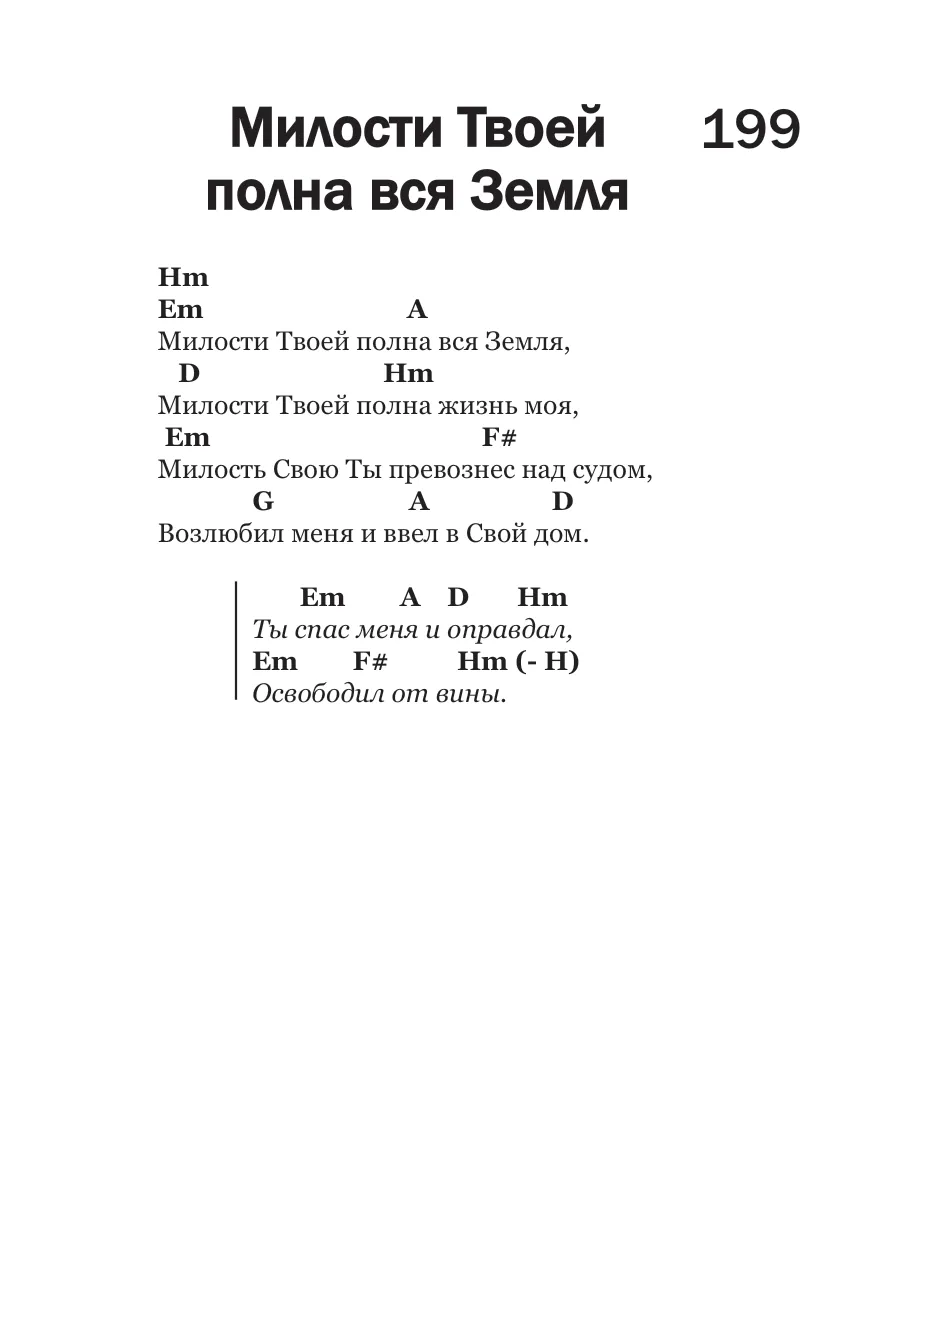 Милости Твоей 199
полна вся Земля
Hm
Em A
Милости Твоей полна вся Земля,
D Hm
Милости Твоей полна жизнь моя,
Em F#
Милость Свою Ты превознес над судом,
G A D
Возлюбил меня и ввел в Свой дом.
Em A D Hm
Ты спас меня и оправдал,
Em F# Hm (- H)
Освободил от вины.